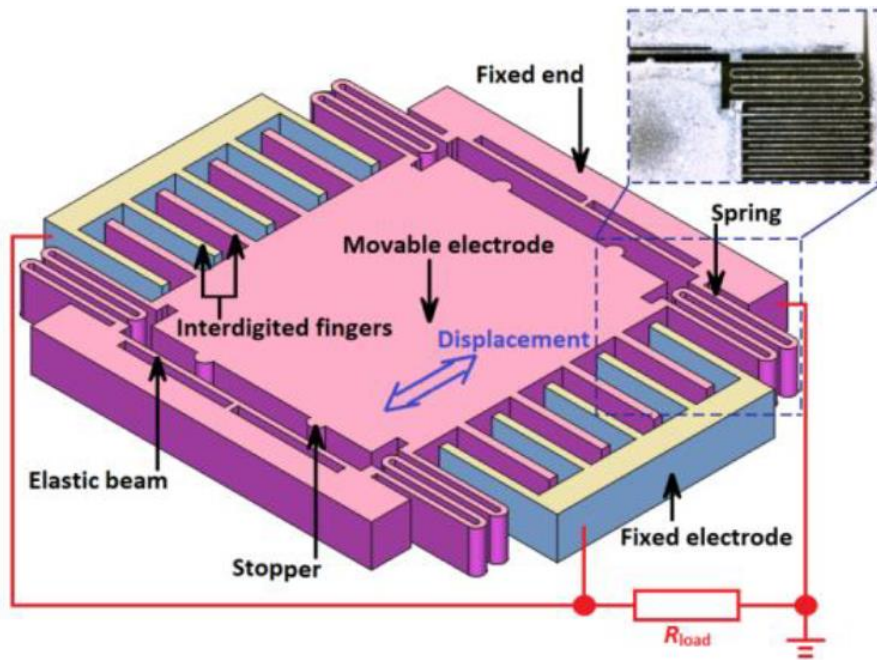 Fixed end
Spring
Movable electrode
Interdigited fingers
Displacement
Elastic beam
Fixed electrode
Stopper
Rload